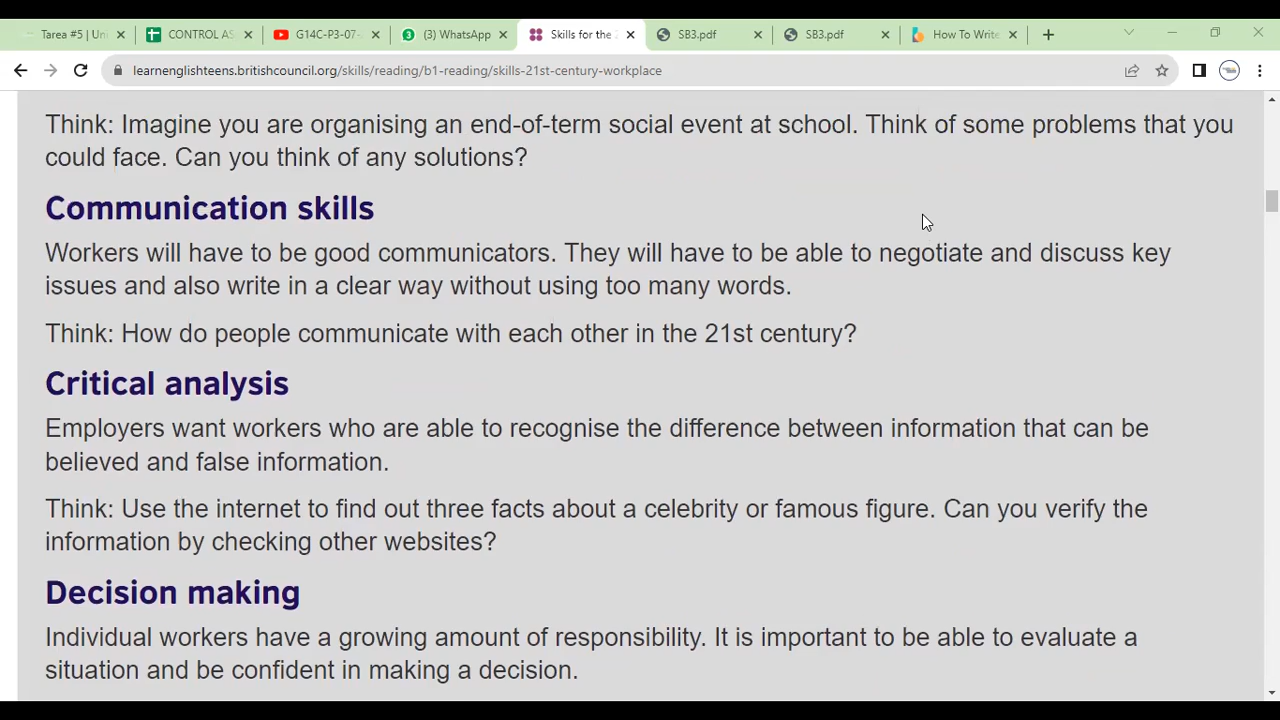 Tarea #5 | Un
CONTROL AS
G14C-P3-07-
3
(3) WhatsApp
Skills for the
SB3.pdf
SB3.pdf
How To Write
learnenglishteens.britishcouncil.org/skills/reading/b1-reading/skills-21st-century-workplace
Think: Imagine you are organising an end-of-term social event at school. Think of some problems that you
could face. Can you think of any solutions?
Communication skills
Workers will have to be good communicators. They will have to be able to negotiate and discuss key
issues and also write in a clear way without using too many words.
Think: How do people communicate with each other in the 21st century?
Critical analysis
Employers want workers who are able to recognise the difference between information that can be
believed and false information.
Think: Use the internet to find out three facts about a celebrity or famous figure. Can you verify the
information by checking other websites?
Decision making
Individual workers have a growing amount of responsibility. It is important to be able to evaluate a
situation and be confident in making a decision.